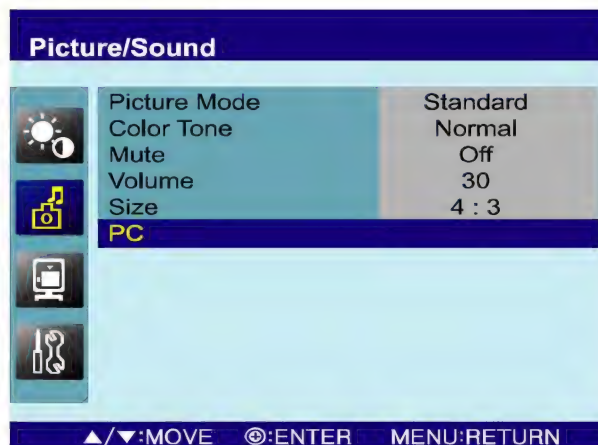 Picture/Sound
Picture Mode Standard
Color Tone Normal
Mute Off
Volume 30
Size 4 : 3
PC
▲/▼:MOVE ⊕:ENTER MENU:RETURN